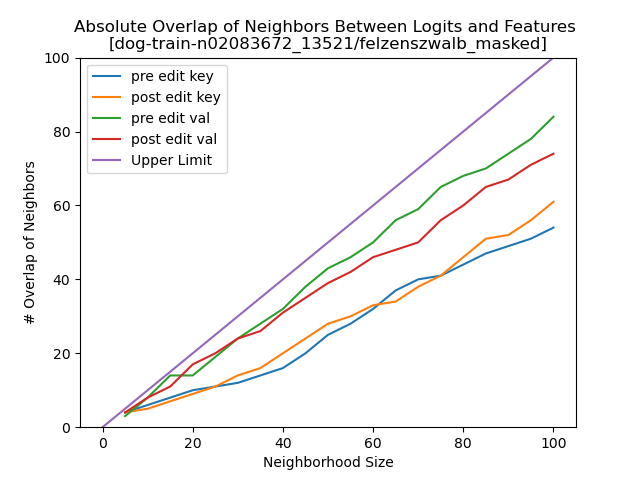 Absolute Overlap of Neighbors Between Logits and Features
[dog-train-n02083672_13521/felzenszwalb_masked]
pre edit key
post edit key
pre edit val
post edit val
Upper Limit
# Overlap of Neighbors
100
80
60
40
20
0
0 20 40 60 80 100
Neighborhood Size